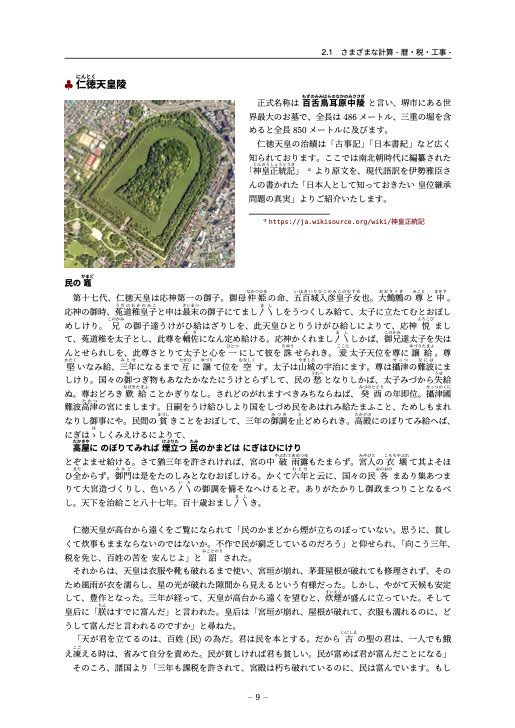 2.1 さまざまな計算 - 暦・税・工事 -
♣ 仁徳天皇陵
正式名称は 百舌鳥耳原中陵 と言い、堺市にある世
界最大のお墓で、全長は 486 メートル、三重の堀を含
めると全長 850 メートルに及びます。
仁徳天皇の治績は「古事記」「日本書紀」など広く
知られております。ここでは南北朝時代に編纂された
「神皇正統記」 a より原文を、現代語訳を伊勢雅臣さ
んの書かれた「日本人として知っておきたい 皇位継承
問題の真実」よりご紹介いたします。
a https://ja.wikisource.org/wiki/神皇正統記
民の 竈
第十七代、仁徳天皇は応神第一の御子。御母仲姫の命、五百城入彦皇子女也。大鷦鷯の尊と申。
応神の御時、菟道稚皇子と申は最末の御子にてまし〳〵しをうつくしみ給て、太子に立たてむとおぼし
めしけり。兄の御子達うけがひ給はざりしを、此天皇ひとりうけがひ給しによりて、応神 悦まし
て、菟道稚を太子とし、此尊を輔佐になん定め給ける。応神かくれまし〳〵しかば、御兄達太子を失は
んとせられしを、此尊さとりて太子と心を一にして彼を誅せられき。爰太子天位を尊に譲給。尊
堅いなみ給、三年になるまで互に譲て位を空す。太子は山城の宇治にます。尊は攝津の難波にま
しけり。國々の御つぎ物もあなたかなたにうけとらずして、民の愁となりしかば、太子みづから失給
ぬ。尊おどろき歎給ことかぎりなし。されどのがれますべきみちならねば、癸酉の年即位。攝津國
難波高津の宮にまします。日嗣をうけ給ひしより国をしづめ民をあはれみ給たまふこと、ためしもまれ
なりし御事にや。民間の貧きことをおぼして、三年の御調を止どめられき。高殿にのぼりてみ給へば、
にぎはゝしくみえけるによりて、
高屋に のぼりてみれば 煙立つ 民のかまどは にぎはひにけり
とぞよませ給ける。さて猶三年を許されければ、宮の中破雨露もたまらず。宮人の衣壊て其よそほ
ひ全からず。御門は是をたのしみとなむおぼしける。かくて六年と云に、国々の民各まゐり集あつま
りて大宮造づくりし、色いろ〳〵の御調を備そなへけるとぞ。ありがたかりし御政まつりことなるべ
し。天下を治給こと八十七年。百十歳おまし〳〵き。
仁徳天皇が高台から遠くをご覧になられて「民のかまどから煙が立ちのぼっていない。思うに、貧し
くて炊事もままならないのではないか。不作で民が窮乏しているのだろう」と仰せられ、「向こう三年、
税を免じ、百姓の苦を 安んじよ」と 詔 された。
それからは、天皇は衣服や靴も破れるまで使い、宮垣が崩れ、茅葺屋根が破れても修理されず、その
ため風雨が衣を濡らし、星の光が破れた隙間から見えるという有様だった。しかし、やがて天候も安定
して、豊作となった。三年が経って、天皇が高台から遠くを望むと、炊煙が盛んに立っていた。そして
皇后に「朕はすでに富んだ」と言われた。皇后は「宮垣が崩れ、屋根が破れて、衣服も濡れるのに、ど
うして富んだと言われるのですか」と尋ねた。
「天が君を立てるのは、百姓 (民) の為だ。君は民を本とする。だから 古 の聖の君は、一人でも餓
え凍える時は、省みて自分を責めた。民が貧しければ君も貧しい。民が富めば君が富んだことになる」
そのころ、諸国より「三年も課税を許されて、宮殿は朽ち破れているのに、民は富んでいます。もし
– 9 –